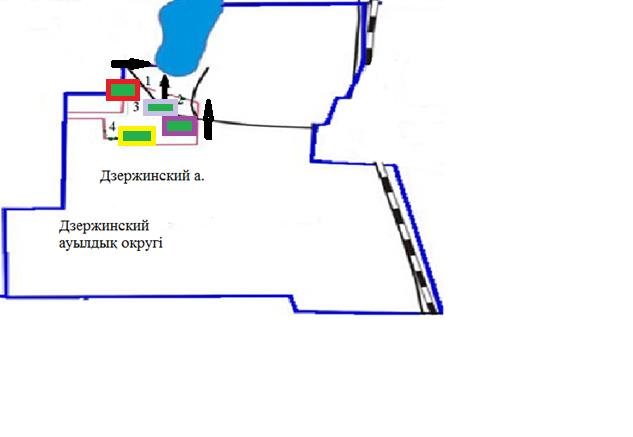 1
2
3
4
Дзержинский а.
Дзержинский
ауылдық округі